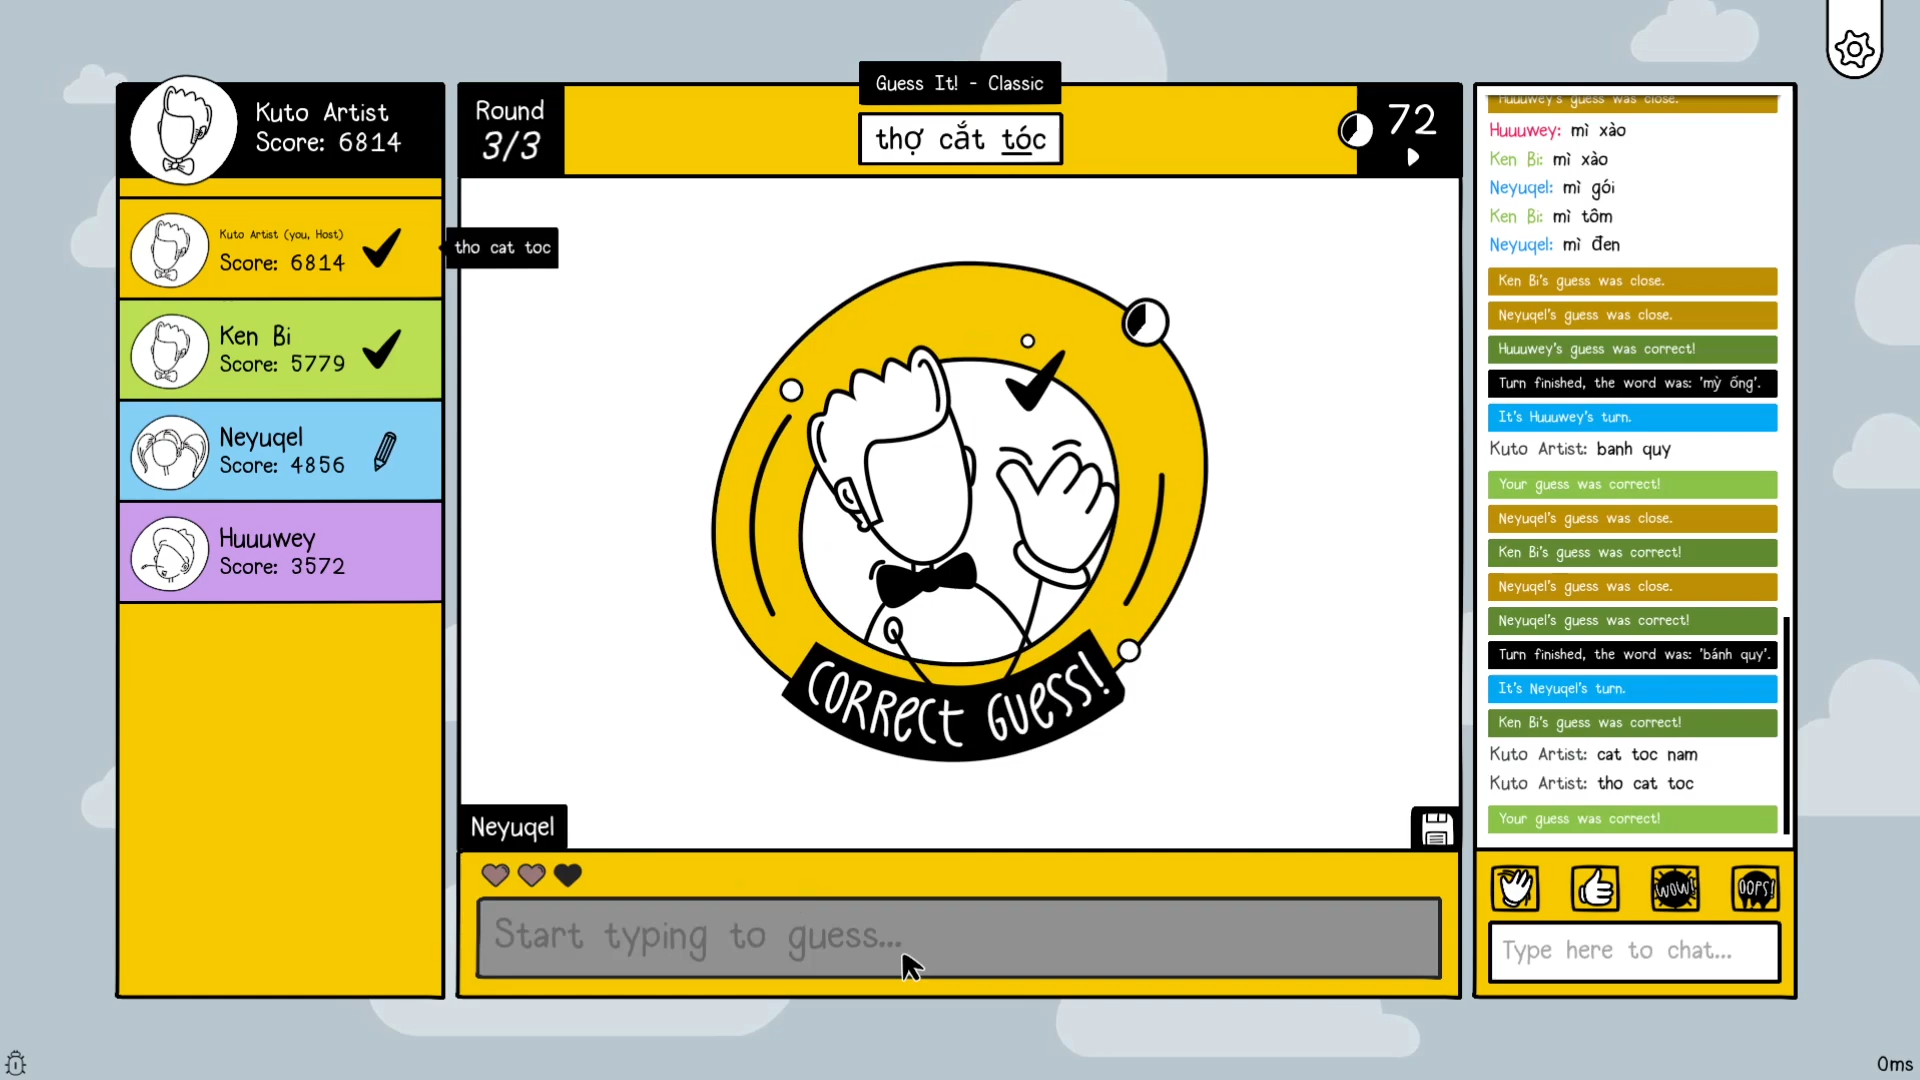 Kuto Artist
Score: 6814
Kuto Artist (you, Host)
Score: 6814
Ken Bi
Score: 5779
Neyuqel
Score: 4856
Huuuwey
Score: 3572
tho cat toc
Round
3/3
Guess It! - Classic
thợ cắt tóc
72
CORRECT GUESS!
Neyuqel
Start typing to guess...
Huuuwey's guess was close.
Huuuwey: mì xào
Ken Bi: mì xào
Neyuqel: mì gói
Ken Bi: mì tôm
Neyuqel: mì đen
Ken Bi's guess was close.
Neyuqel's guess was close.
Huuuwey's guess was correct!
Turn finished, the word was: 'mỳ ống'.
It's Huuuwey's turn.
Kuto Artist: banh quy
Your guess was correct!
Neyuqel's guess was close.
Ken Bi's guess was correct!
Neyuqel's guess was close.
Neyuqel's guess was correct!
Turn finished, the word was: 'bánh quy'.
It's Neyuqel's turn.
Ken Bi's guess was correct!
Kuto Artist: cat toc nam
Kuto Artist: tho cat toc
Your guess was correct!
WOW!
OOPS!
Type here to chat...
0ms